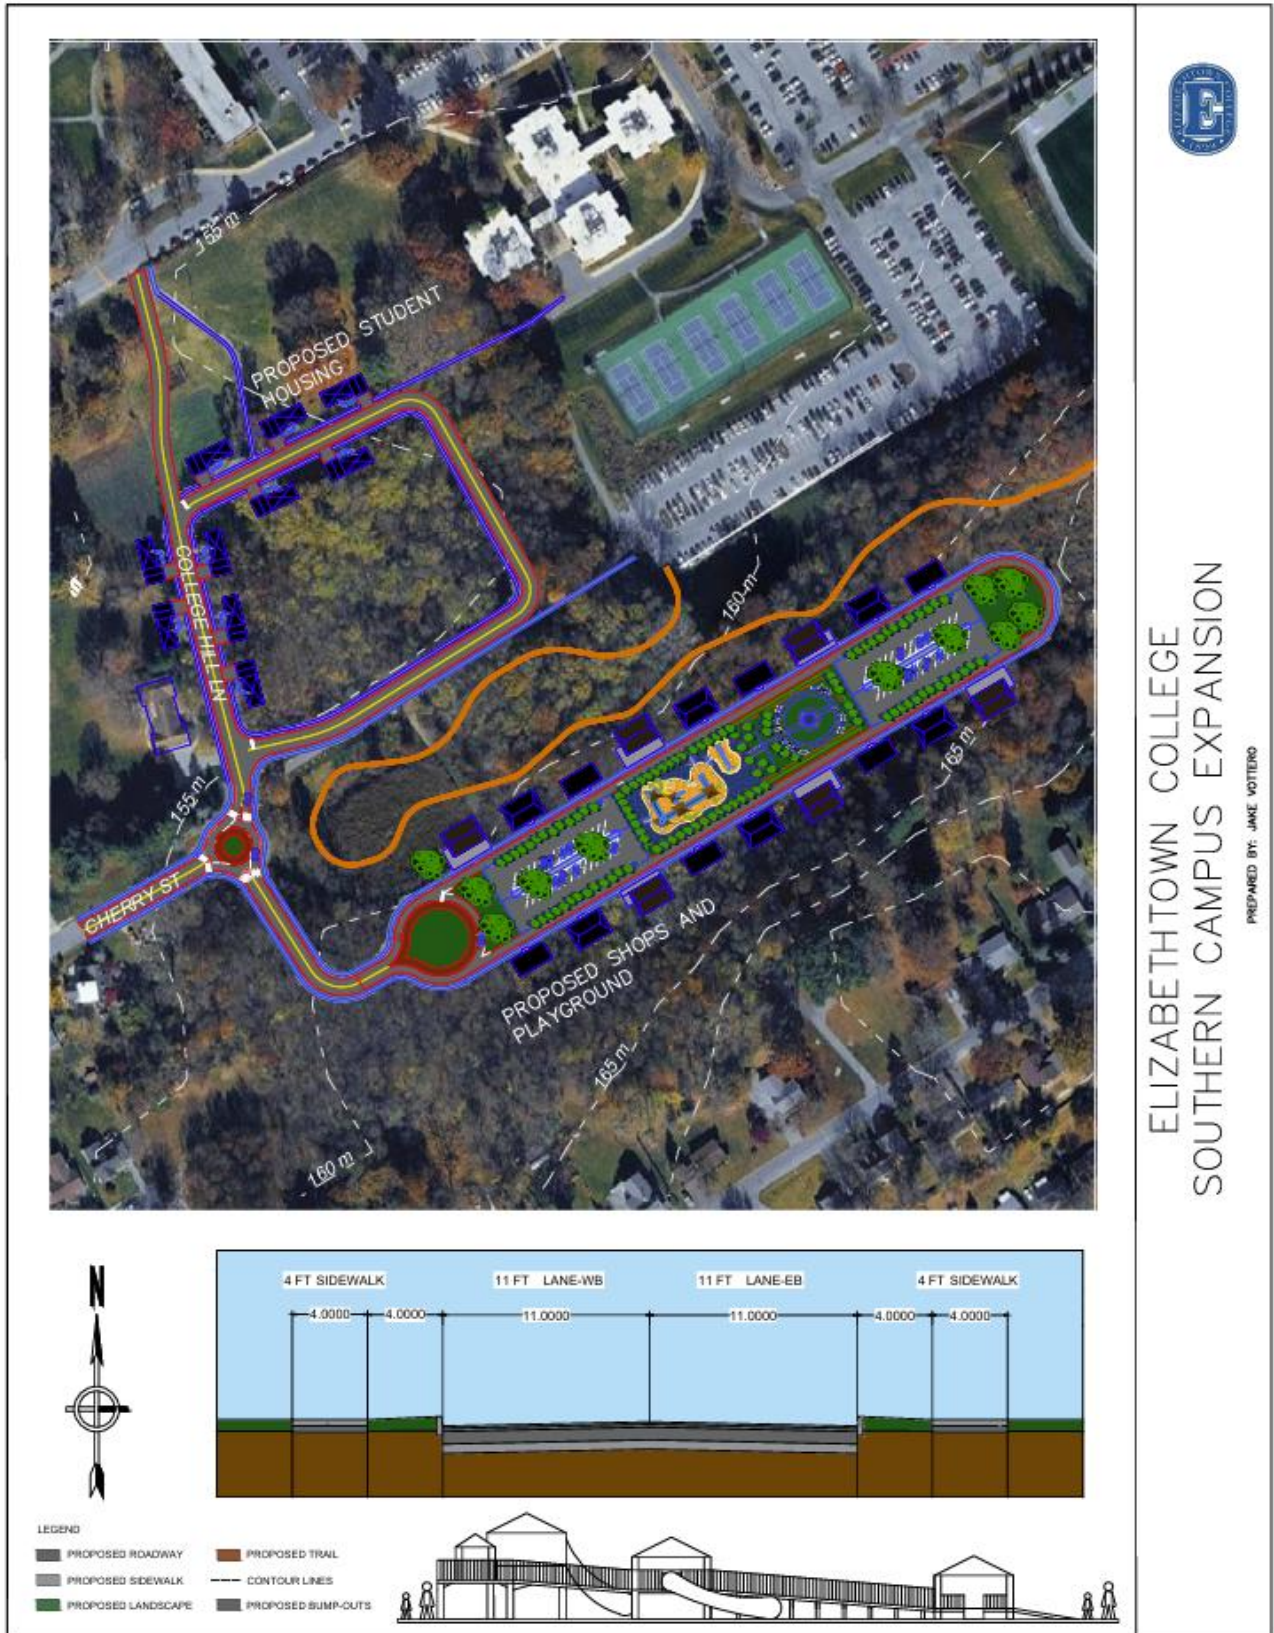 155 m
PROPOSED STUDENT
HOUSING
COLLEGE HILL LN
160 m
155 m
165 m
CHERRY ST
PROPOSED SHOPS AND
PLAYGROUND
165 m
160 m
ELIZABETHTOWN COLLEGE
SOUTHERN CAMPUS EXPANSION
PREPARED BY: JAKE VOTTERO
N
4 FT SIDEWALK 11 FT LANE-WB 11 FT LANE-EB 4 FT SIDEWALK
4.0000 4.0000 11.0000 11.0000 4.0000 4.0000
LEGEND
PROPOSED ROADWAY PROPOSED TRAIL
PROPOSED SIDEWALK CONTOUR LINES
PROPOSED LANDSCAPE PROPOSED BUMP-OUTS